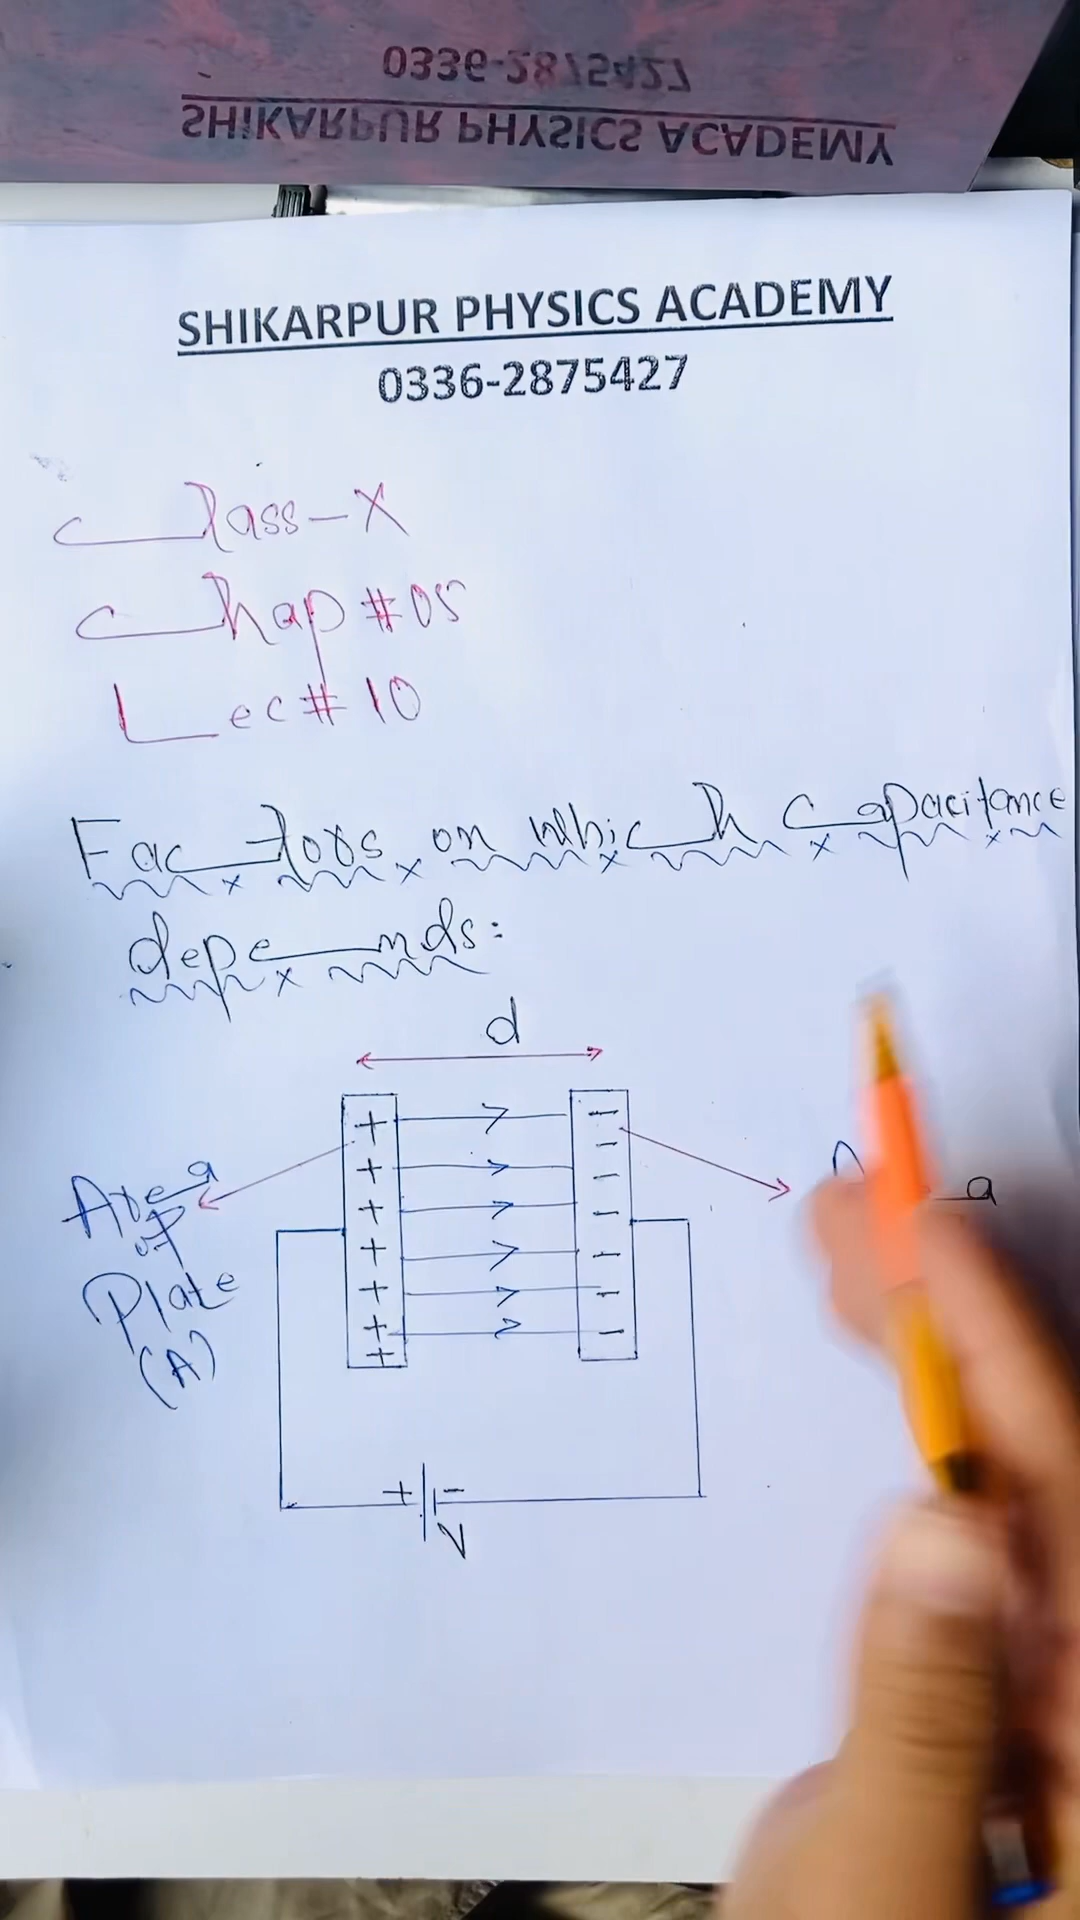 0336-2875427
SHIKARPUR PHYSICS ACADEMY
SHIKARPUR PHYSICS ACADEMY
0336-2875427
Class-X
Chap #05
Lec# 10
Factors on which capacitance
depends:
d
+ −
+ −
+ −
+ −
+ −
+ −
+ −
+
Area
of
Plate
(A)
a
+ −
V